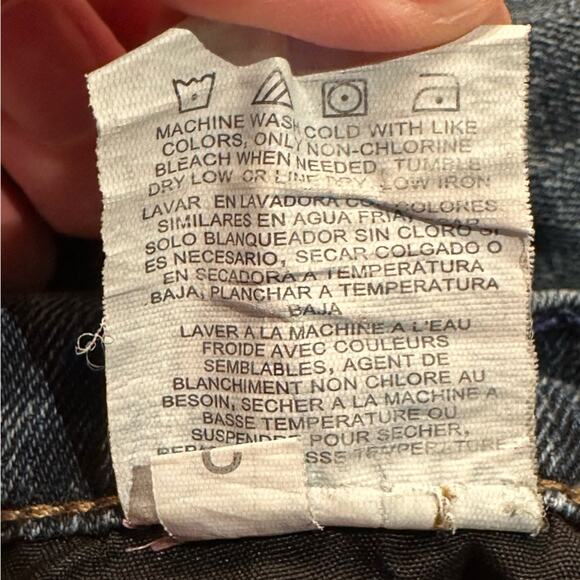 MACHINE WASH COLD WITH LIKE
COLORS, ONLY NON-CHLORINE
BLEACH WHEN NEEDED, TUMBLE
DRY LOW OR LINE DRY, LOW IRON
LAVAR EN LAVADORA CON COLORES
SIMILARES EN AGUA FRIA,
SOLO BLANQUEADOR SIN CLORO SI
ES NECESARIO, SECAR COLGADO O
EN SECADORA A TEMPERATURA
BAJA, PLANCHAR A TEMPERATURA
BAJA
LAVER A LA MACHINE A L'EAU
FROIDE AVEC COULEURS
SEMBLABLES, AGENT DE
BLANCHIMENT NON CHLORE AU
BESOIN, SECHER A LA MACHINE A
BASSE TEMPERATURE OU
SUSPENDRE POUR SECHER,
TEMPERATURE